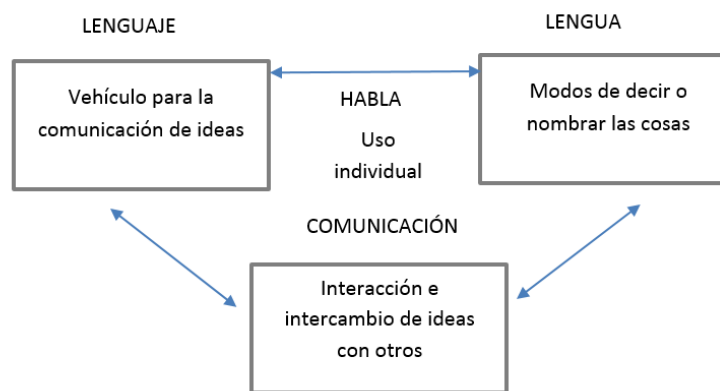 LENGUAJE
LENGUA
Vehículo para la
comunicación de ideas
HABLA
Uso
individual
Modos de decir o
nombrar las cosas
COMUNICACIÓN
Interacción e
intercambio de ideas
con otros